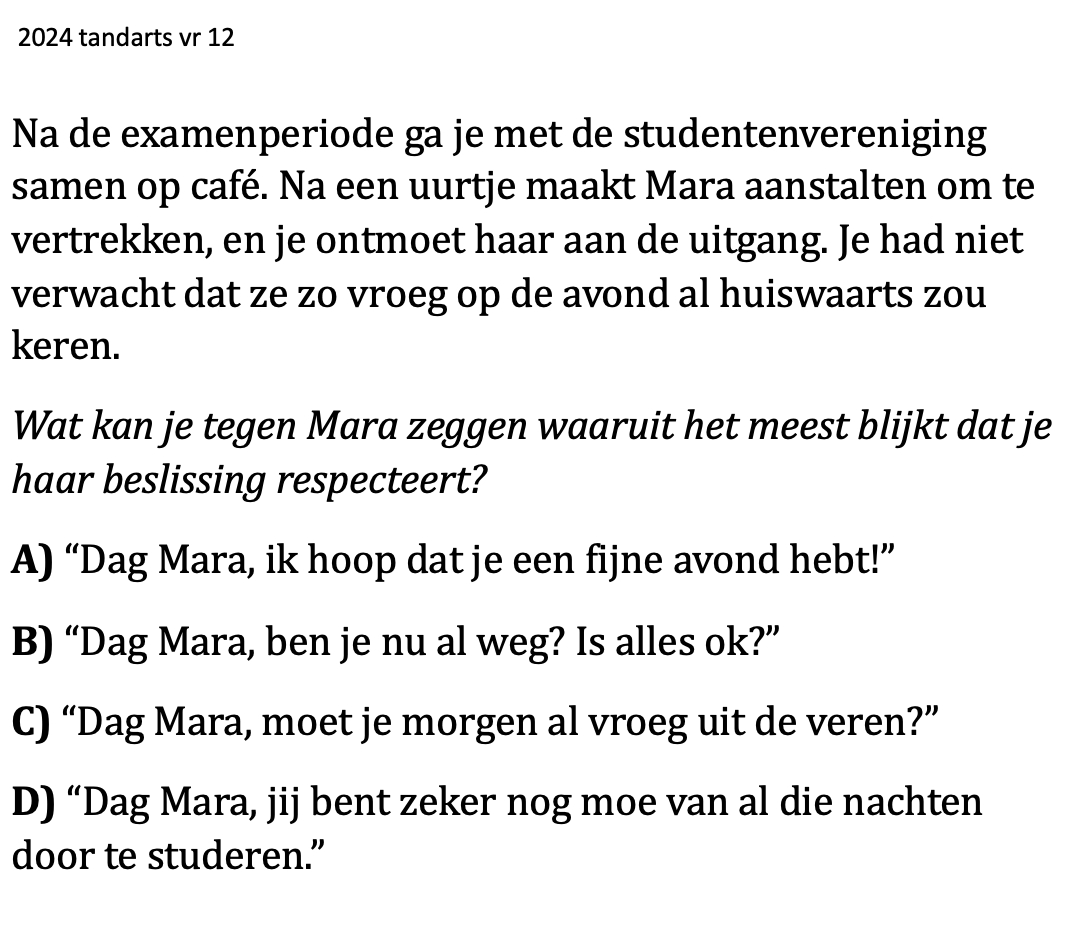 2024 tandarts vr 12
Na de examenperiode ga je met de studentenvereniging
samen op café. Na een uurtje maakt Mara aanstalten om te
vertrekken, en je ontmoet haar aan de uitgang. Je had niet
verwacht dat ze zo vroeg op de avond al huiswaarts zou
keren.
Wat kan je tegen Mara zeggen waaruit het meest blijkt dat je
haar beslissing respecteert?
A) “Dag Mara, ik hoop dat je een fijne avond hebt!”
B) “Dag Mara, ben je nu al weg? Is alles ok?”
C) “Dag Mara, moet je morgen al vroeg uit de veren?”
D) “Dag Mara, jij bent zeker nog moe van al die nachten
door te studeren.”